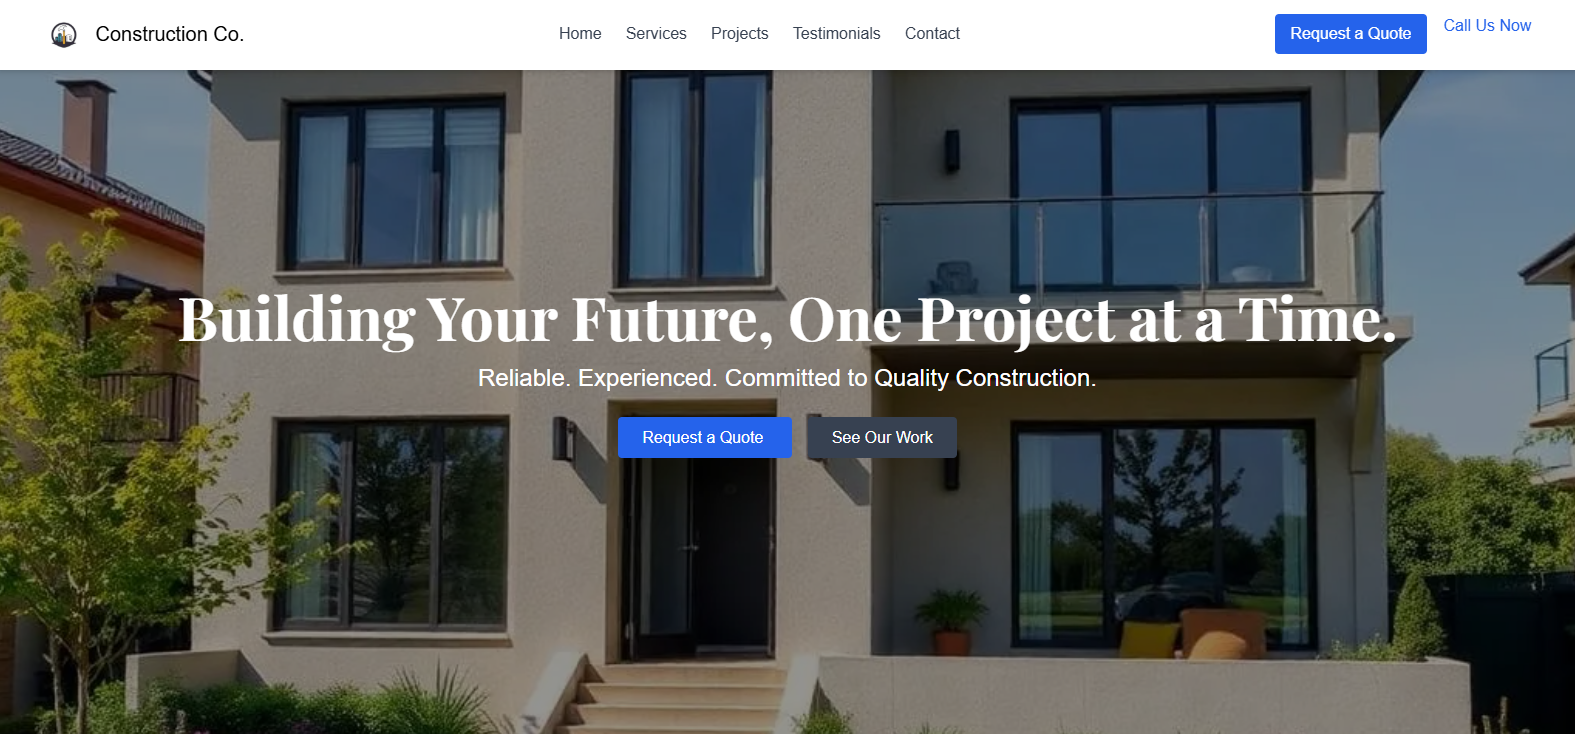 Construction Co.
Home Services Projects Testimonials Contact
Request a Quote Call Us Now
Building Your Future, One Project at a Time.
Reliable. Experienced. Committed to Quality Construction.
Request a Quote See Our Work